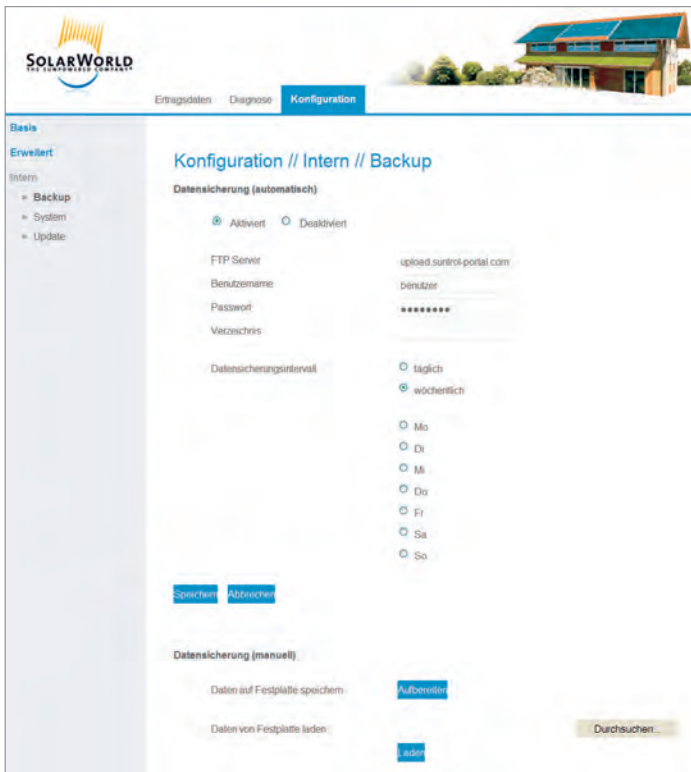 SOLARWORLD
THE SUNPOWERED COMPANY®
Ertragsdaten Diagnose Konfiguration
Basis
Erweitert
Intern
Backup
System
Update
Konfiguration // Intern // Backup
Datensicherung (automatisch)
Aktiviert Deaktiviert
FTP Server upload.suntrol-portal.com
Benutzername benutzer
Passwort ●●●●●●●●
Verzeichnis
Datensicherungsintervall täglich
wöchentlich
Mo
Di
Mi
Do
Fr
Sa
So
Speichern Abbrechen
Datensicherung (manuell)
Daten auf Festplatte speichern Aufbereiten
Daten von Festplatte laden Durchsuchen...
Laden